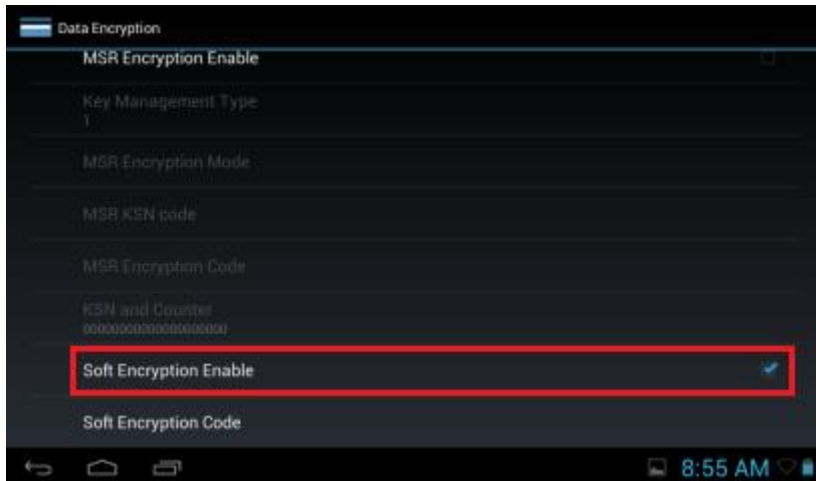 Data Encryption
MSR Encryption Enable
Key Management Type
1
MSR Encryption Mode
MSR KSN code
MSR Encryption Code
KSN and Counter
00000000000000000000
Soft Encryption Enable
Soft Encryption Code
8:55 AM